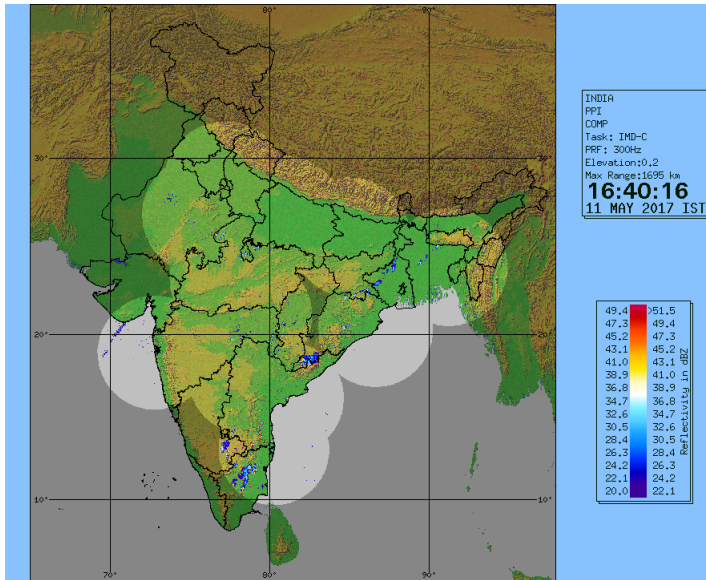 70° 80° 90°
30° 30°
20° 20°
10° 10°
70° 80° 90°
INDIA
PPI
COMP
Task: IMD-C
PRF: 300Hz
Elevation:0.2
Max Range:1695 km
16:40:16
11 MAY 2017 IST
49.4 >51.5
47.3 49.4
45.2 47.3
43.1 45.2
41.0 43.1
38.9 41.0
36.8 38.9
34.7 36.8
32.6 34.7
30.5 32.6
28.4 30.5
26.3 28.4
24.2 26.3
22.1 24.2
20.0 22.1
Reflectivity in dBZ